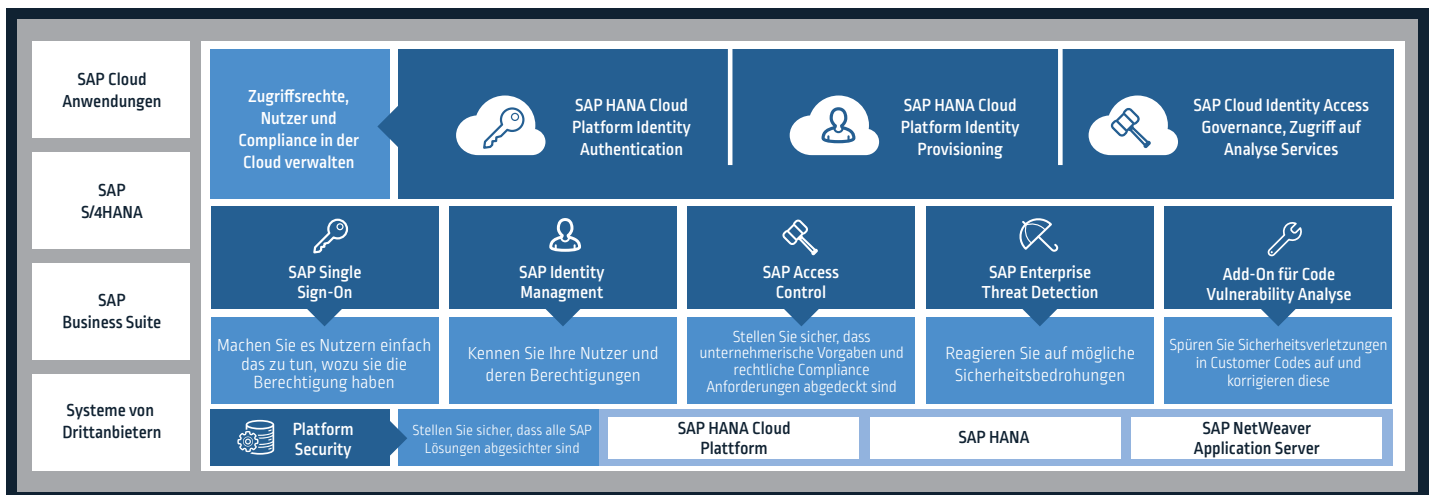 SAP Cloud
Anwendungen
SAP
S/4HANA
SAP
Business Suite
Systeme von
Drittanbietern
Zugriffsrechte,
Nutzer und
Compliance in der
Cloud verwalten
SAP HANA Cloud
Platform Identity
Authentication
SAP HANA Cloud
Platform Identity
Provisioning
SAP Cloud Identity Access
Governance, Zugriff auf
Analyse Services
SAP Single
Sign-On
Machen Sie es Nutzern einfach
das zu tun, wozu sie die
Berechtigung haben
SAP Identity
Managment
Kennen Sie Ihre Nutzer und
deren Berechtigungen
SAP Access
Control
Stellen Sie sicher, dass
unternehmerische Vorgaben und
rechtliche Compliance
Anforderungen abgedeckt sind
SAP Enterprise
Threat Detection
Reagieren Sie auf mögliche
Sicherheitsbedrohungen
Add-On für Code
Vulnerability Analyse
Spüren Sie Sicherheitsverletzungen
in Customer Codes auf und
korrigieren diese
Platform
Security
Stellen Sie sicher, dass alle SAP
Lösungen abgesichter sind
SAP HANA Cloud
Plattform
SAP HANA
SAP NetWeaver
Application Server